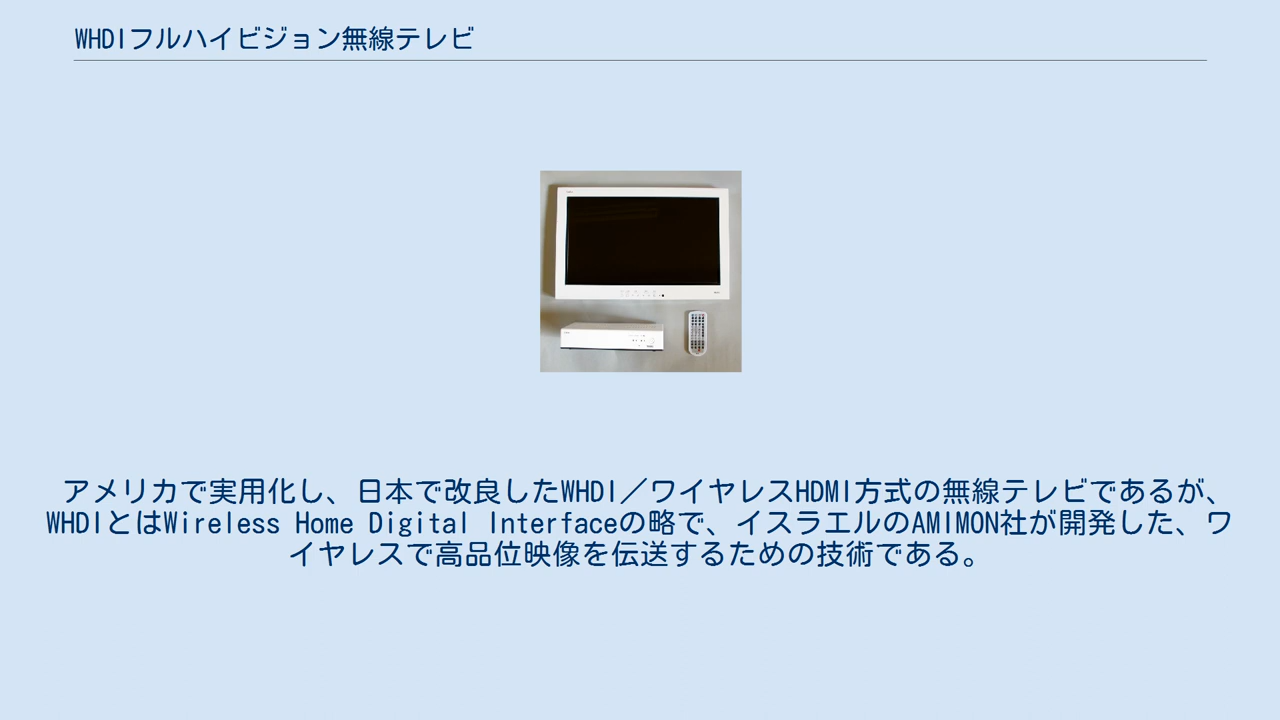 WHDIフルハイビジョン無線テレビ
アメリカで実用化し、日本で改良したWHDI／ワイヤレスHDMI方式の無線テレビであるが、
WHDIとはWireless Home Digital Interfaceの略で、イスラエルのAMIMON社が開発した、ワ
イヤレスで高品位映像を伝送するための技術である。